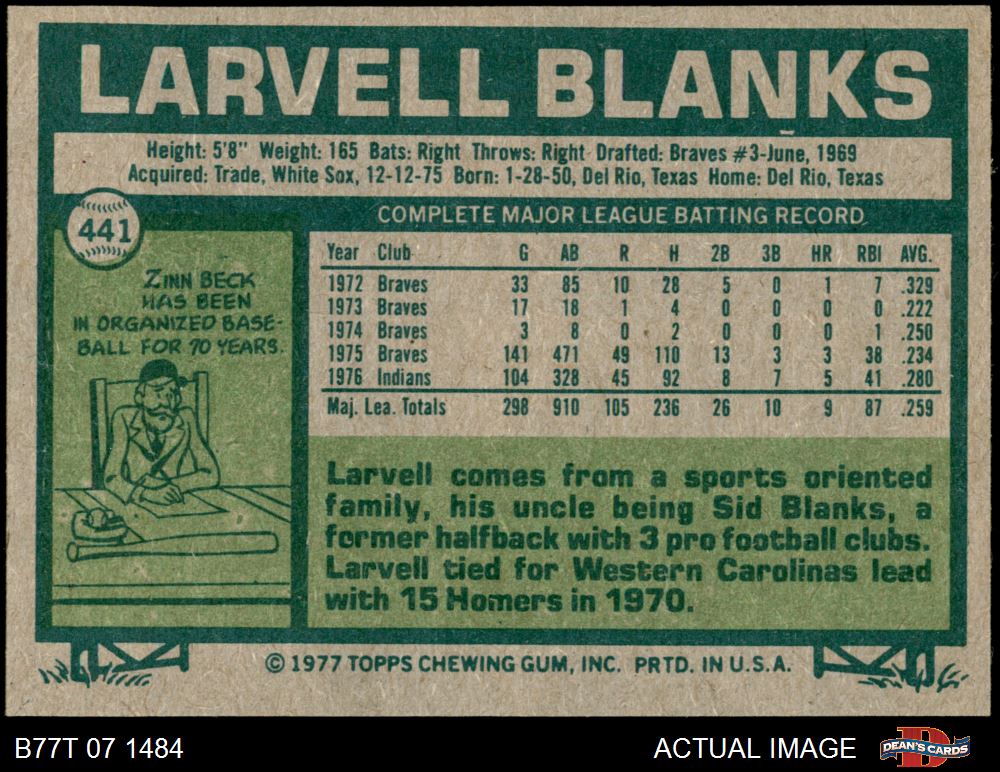 LARVELL BLANKS
Height: 5'8" Weight: 165 Bats: Right Throws: Right Drafted: Braves #3-June, 1969
Acquired: Trade, White Sox, 12-12-75 Born: 1-28-50, Del Rio, Texas Home: Del Rio, Texas
441
ZINN BECK
HAS BEEN
IN ORGANIZED BASE-
BALL FOR 70 YEARS.
COMPLETE MAJOR LEAGUE BATTING RECORD
Year Club G AB R H 2B 3B HR RBI AVG.
1972 Braves 33 85 10 28 5 0 1 7 .329
1973 Braves 17 18 1 4 0 0 0 0 .222
1974 Braves 3 8 0 2 0 0 0 1 .250
1975 Braves 141 471 49 110 13 3 3 38 .234
1976 Indians 104 328 45 92 8 7 5 41 .280
Maj. Lea. Totals 298 910 105 236 26 10 9 87 .259
Larvell comes from a sports oriented
family, his uncle being Sid Blanks, a
former halfback with 3 pro football clubs.
Larvell tied for Western Carolinas lead
with 15 Homers in 1970.
© 1977 TOPPS CHEWING GUM, INC. PRTD. IN U.S.A.
B77T 07 1484
ACTUAL IMAGE
D
DEAN'S CARDS